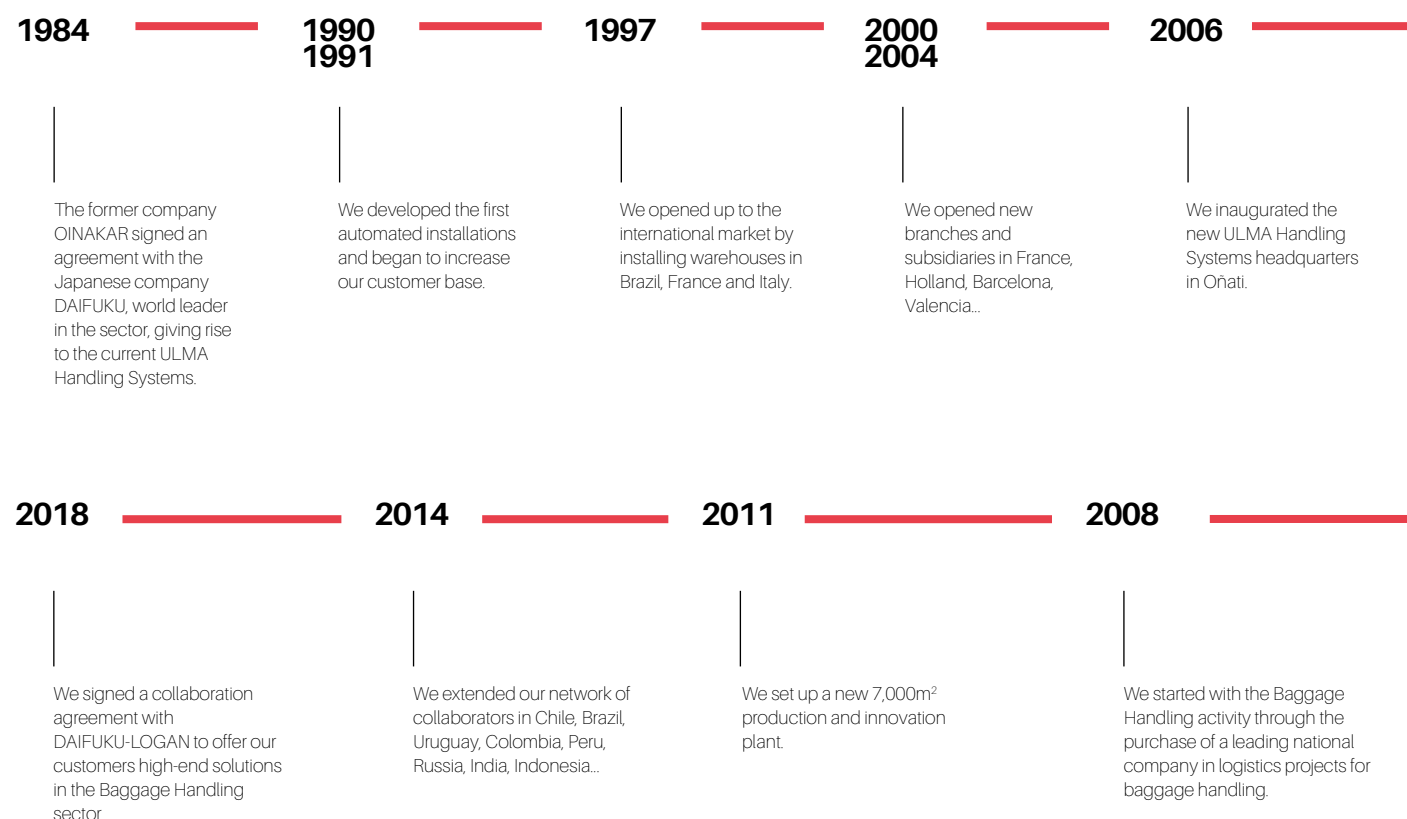 1984
The former company
OINAKAR signed an
agreement with the
Japanese company
DAIFUKU, world leader
in the sector, giving rise
to the current ULMA
Handling Systems.
1990
1991
We developed the first
automated installations
and began to increase
our customer base.
1997
We opened up to the
international market by
installing warehouses in
Brazil, France and Italy.
2000
2004
We opened new
branches and
subsidiaries in France,
Holland, Barcelona,
Valencia...
2006
We inaugurated the
new ULMA Handling
Systems headquarters
in Oñati.
2018
We signed a collaboration
agreement with
DAIFUKU-LOGAN to offer our
customers high-end solutions
in the Baggage Handling
sector
2014
We extended our network of
collaborators in Chile, Brazil,
Uruguay, Colombia, Peru,
Russia, India, Indonesia...
2011
We set up a new 7,000m²
production and innovation
plant.
2008
We started with the Baggage
Handling activity through the
purchase of a leading national
company in logistics projects for
baggage handling.